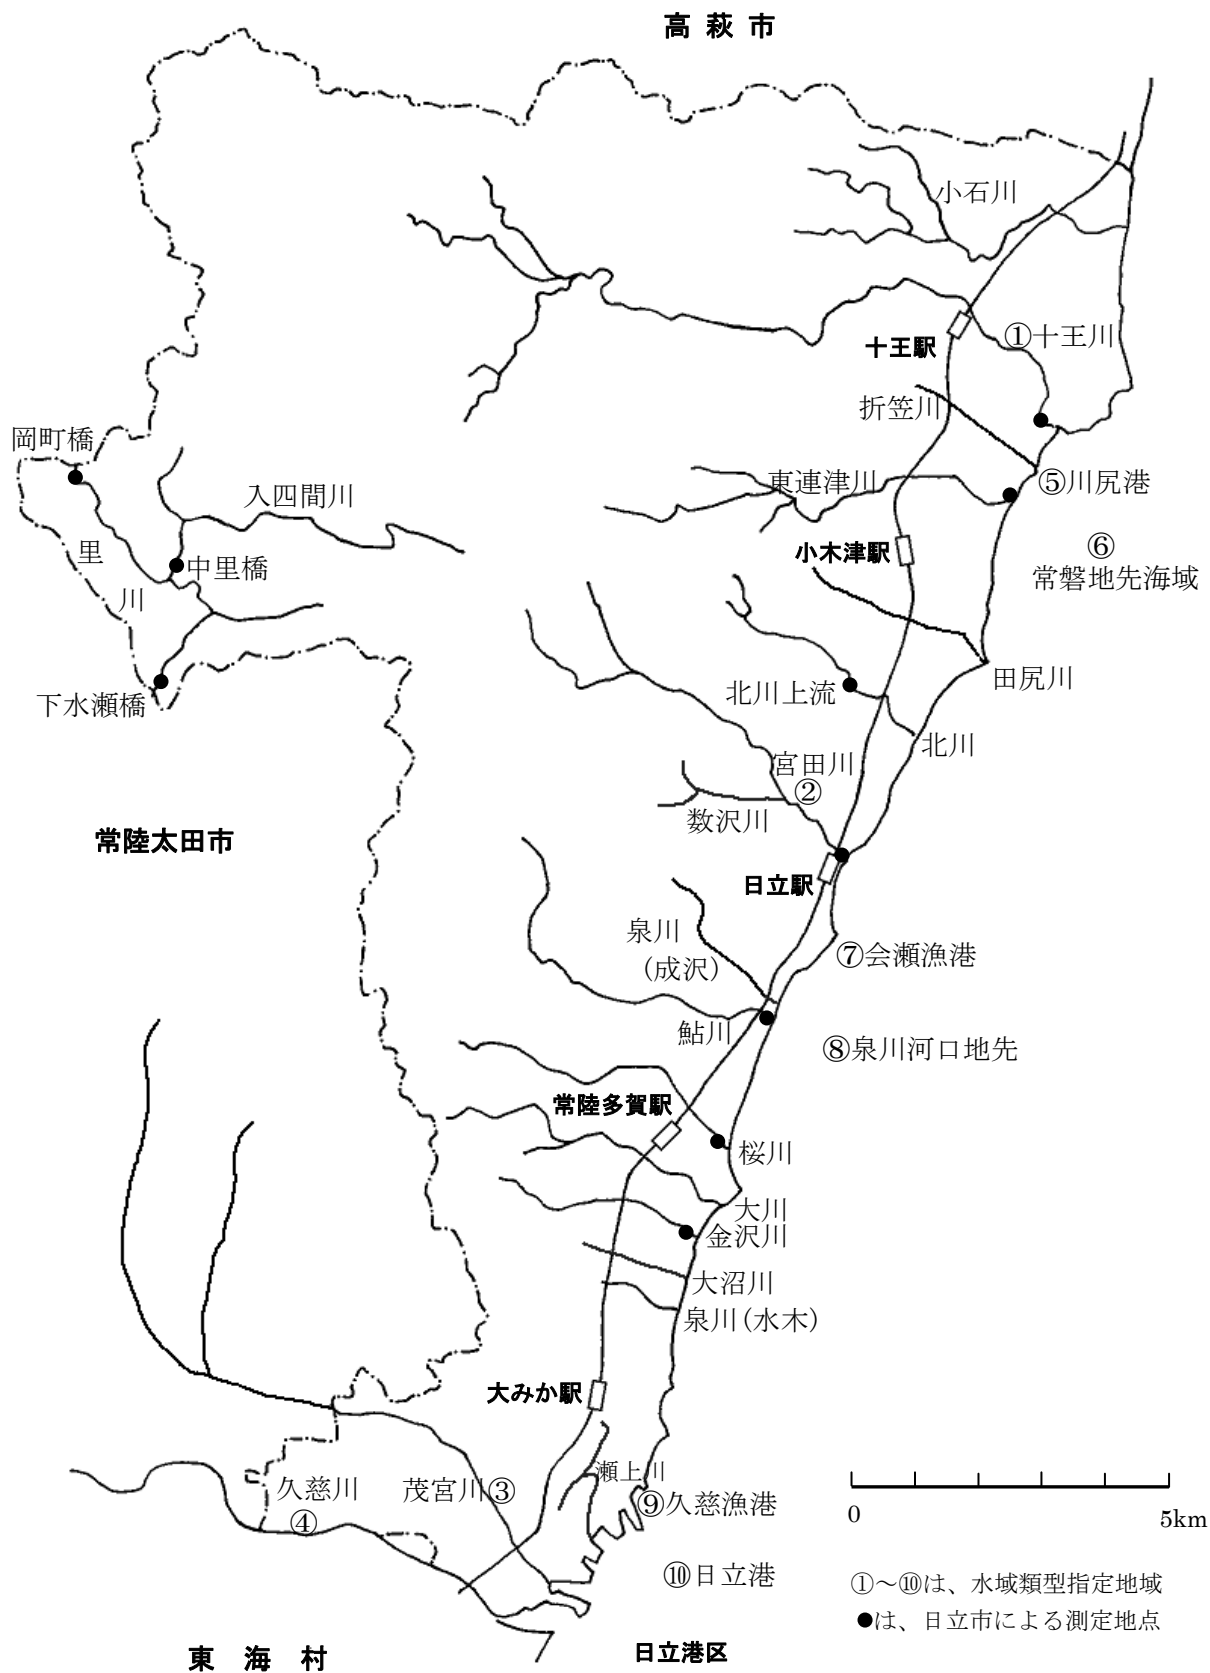 高 萩 市
小石川
十王駅
①十王川
折笠川
岡町橋
⑤川尻港
東連津川
入四間川
小木津駅
⑥
常磐地先海域
里
川
中里橋
下水瀬橋
北川上流
田尻川
北川
宮田川
②
数沢川
常陸太田市
日立駅
泉川
(成沢)
⑦会瀬漁港
鮎川
⑧泉川河口地先
常陸多賀駅
桜川
大川
金沢川
大沼川
泉川(水木)
大みか駅
瀬上川
久慈川
④
茂宮川③
⑨久慈漁港
0
5km
⑩日立港
①～⑩は、水域類型指定地域
●は、日立市による測定地点
東 海 村
日立港区